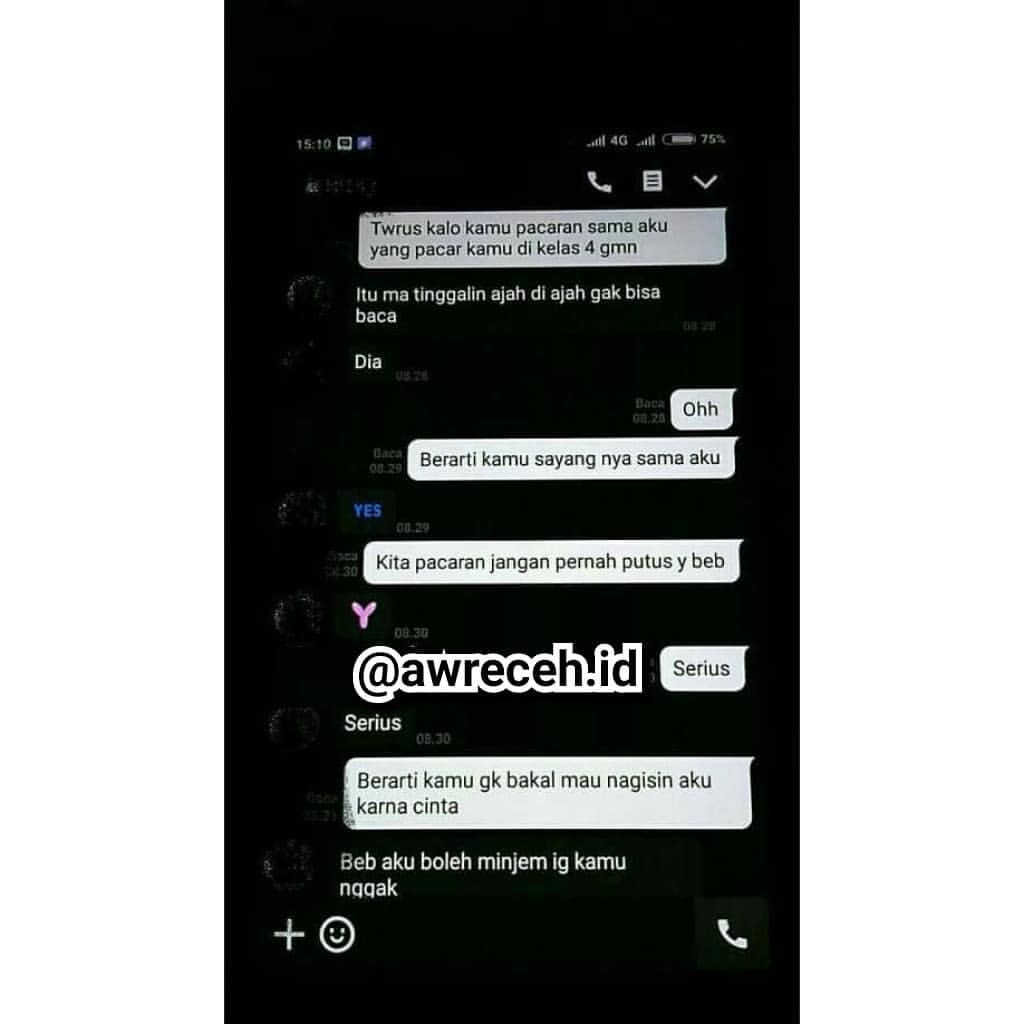 15:10
4G
75%
Twrus kalo kamu pacaran sama aku
yang pacar kamu di kelas 4 gmn
Itu ma tinggalin ajah di ajah gak bisa
baca
08.28
Dia
08.28
Baca
08.28
Ohh
Baca
08.29
Berarti kamu sayang nya sama aku
YES
08.29
Baca
08.30
Kita pacaran jangan pernah putus y beb
Y
08.30
@awreceh.id
Serius
Serius
08.30
Berarti kamu gk bakal mau nagisin aku
karna cinta
Beb aku boleh minjem ig kamu
nggak